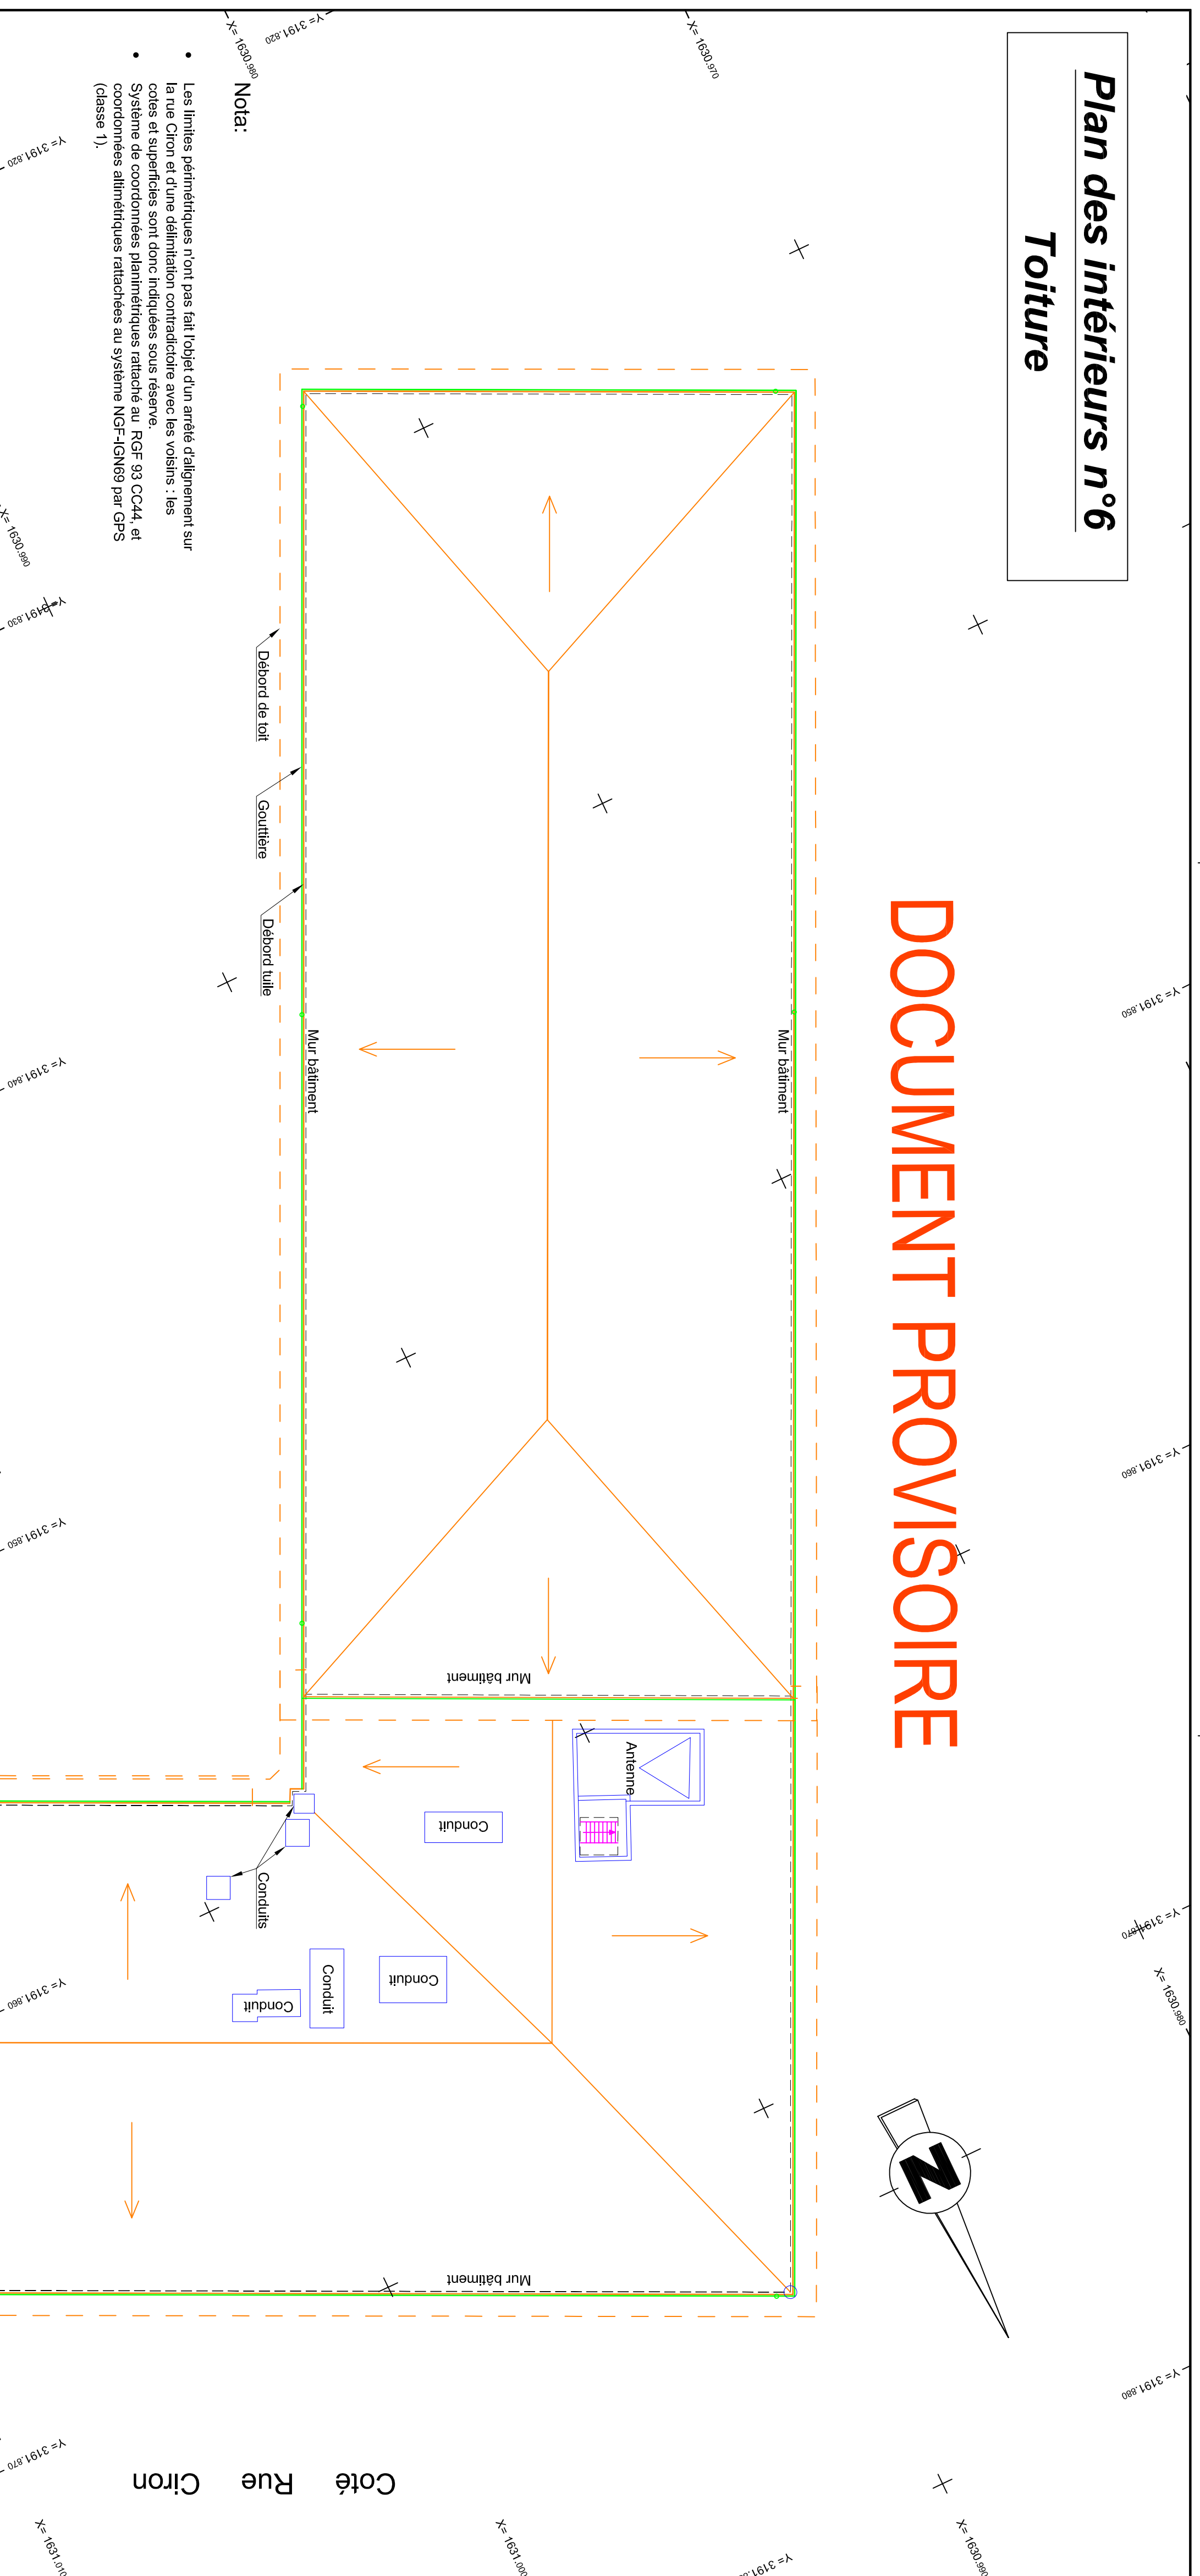 Plan des intérieurs n°6
Toiture
DOCUMENT PROVISOIRE
Nota:
• Les limites périmétriques n'ont pas fait l'objet d'un arrêté d'alignement sur
la rue Ciron et d'une délimitation contradictoire avec les voisins : les
cotes et superficies sont donc indiquées sous réserve.
• Système de coordonnées planimétriques rattaché au RGF 93 CC44, et
coordonnées altimétriques rattachées au système NGF-IGN69 par GPS
(classe 1).
X= 1630.980
Y= 3191.820
X= 1630.970
Y= 3191.820
X= 1630.990
Y= 3191.830
Y= 3191.840
Y= 3191.850
Y= 3191.860
Y= 3191.870
Y= 3191.850
Y= 3191.860
Y= 3191.870
X= 1630.980
Y= 3191.880
X= 1630.990
X= 1631.000
X= 1631.010
Débord de toit
Gouttière
Débord tuile
Mur bâtiment
Mur bâtiment
Mur bâtiment
Antenne
Conduit
Conduits
Conduit
Conduit
Conduit
Mur bâtiment
N
Coté Rue Ciron